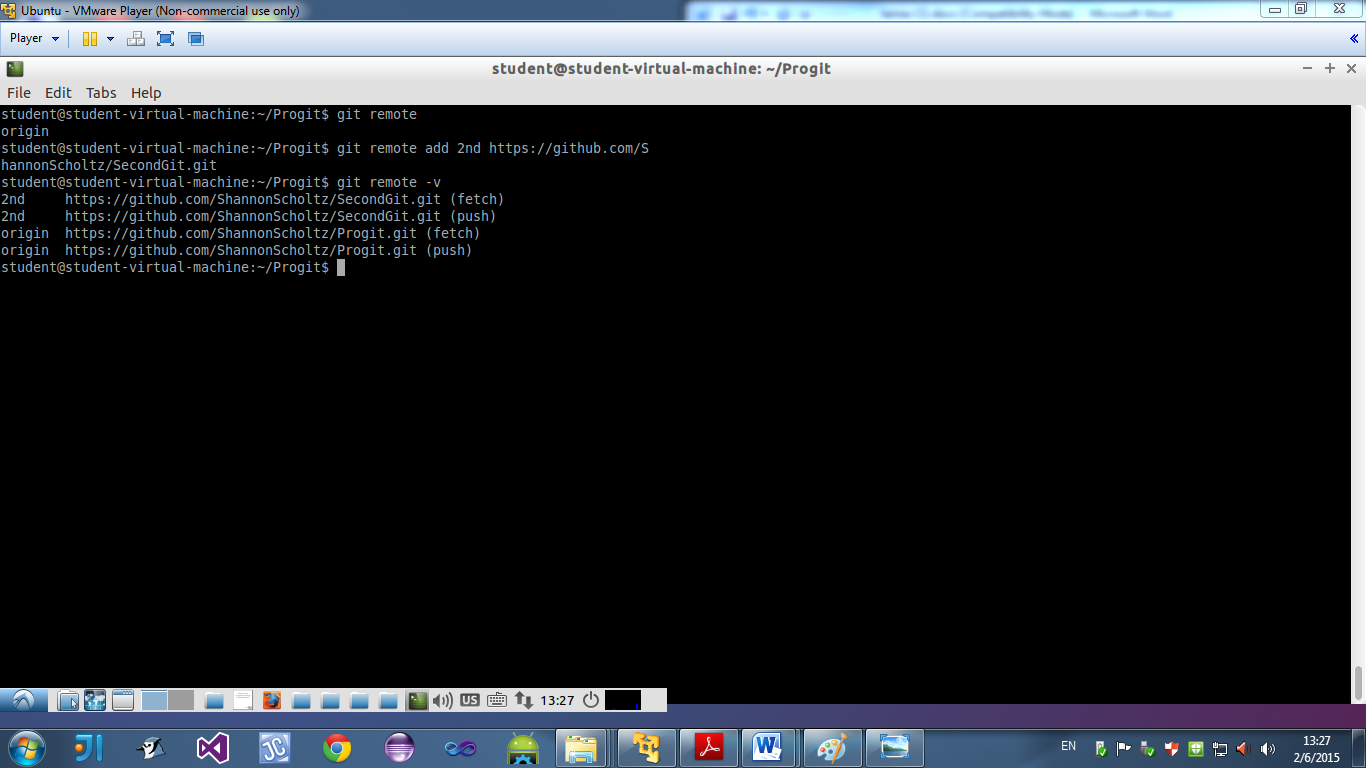 Ubuntu - VMware Player (Non-commercial use only)
Player
student@student-virtual-machine: ~/Progit
File Edit Tabs Help
student@student-virtual-machine:~/Progit$ git remote
origin
student@student-virtual-machine:~/Progit$ git remote add 2nd https://github.com/S
hannonScholtz/SecondGit.git
student@student-virtual-machine:~/Progit$ git remote -v
2nd https://github.com/ShannonScholtz/SecondGit.git (fetch)
2nd https://github.com/ShannonScholtz/SecondGit.git (push)
origin https://github.com/ShannonScholtz/Progit.git (fetch)
origin https://github.com/ShannonScholtz/Progit.git (push)
student@student-virtual-machine:~/Progit$
US 13:27
JI JC W EN 13:27
2/6/2015